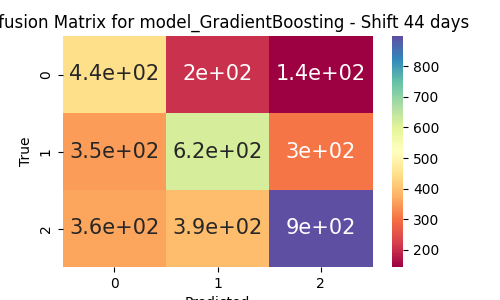 fusion Matrix for model_GradientBoosting - Shift 44 days
0 4.4e+02 2e+02 1.4e+02
True 1 3.5e+02 6.2e+02 3e+02
2 3.6e+02 3.9e+02 9e+02
0 1 2
Predicted
800
700
600
500
400
300
200